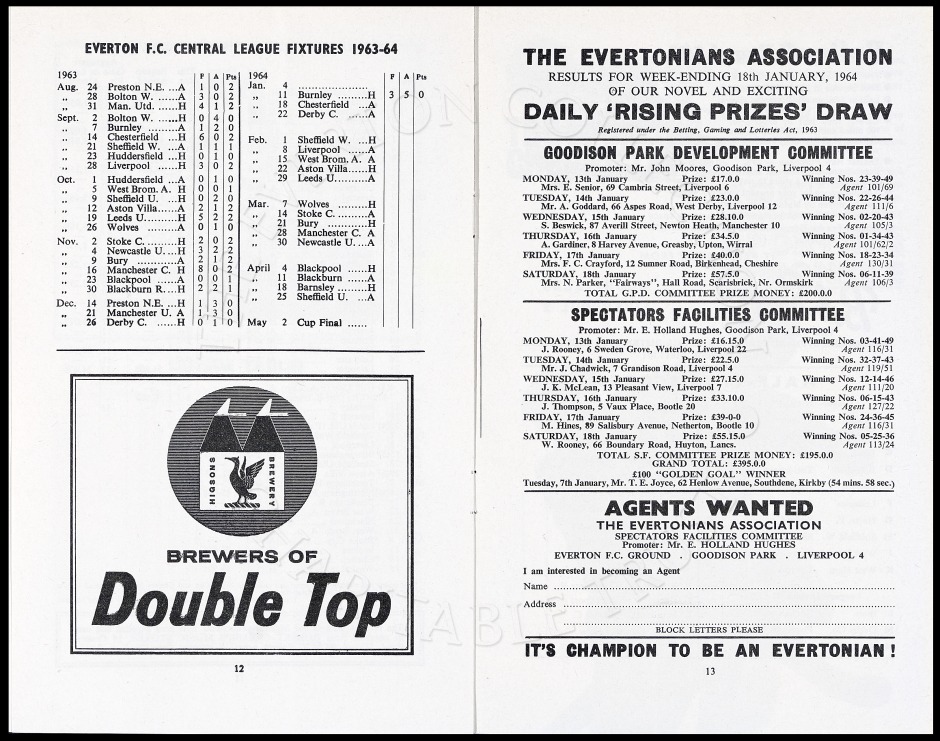 EVERTON F.C. CENTRAL LEAGUE FIXTURES 1963-64
1963 F A Pts
Aug. 24 Preston N.E. ...A 1 0 2
„ 28 Bolton W. ......A 3 0 2
„ 31 Man. Utd. ......H 4 1 2
Sept. 2 Bolton W. ......H 0 4 0
„ 7 Burnley .........A 1 2 0
„ 14 Chesterfield ...H 6 0 2
„ 21 Sheffield W. ...H 1 1 1
„ 23 Huddersfield ...H 0 1 0
„ 28 Liverpool ......H 3 0 2
Oct. 1 Huddersfield ...A 0 1 0
„ 5 West Brom. A. H 0 0 1
„ 9 Sheffield U. ...H 0 1 0
„ 12 Aston Villa......A 2 1 2
„ 19 Leeds U.........H 5 2 2
„ 26 Wolves .........A 0 1 0
Nov. 2 Stoke C. .........H 2 0 2
„ 4 Newcastle U. ...H 3 2 2
„ 9 Bury ............A 2 1 2
„ 16 Manchester C. H 8 0 2
„ 23 Blackpool ......A 0 0 1
„ 30 Blackburn R. ...H 2 2 1
Dec. 14 Preston N.E. ...H 1 3 0
„ 21 Manchester U. A 1 3 0
„ 26 Derby C. .........H 0 1 0
1964 F A Pts
Jan. 4 ........................
„ 11 Burnley .........H 3 5 0
„ 18 Chesterfield ...A
„ 22 Derby C. .........A
Feb. 1 Sheffield W. ...H
„ 8 Liverpool ......A
„ 15 West Brom. A. A
„ 22 Aston Villa......H
„ 29 Leeds U.........A
Mar. 7 Wolves .........H
„ 14 Stoke C. .........A
„ 21 Bury ............H
„ 28 Manchester C. A
„ 30 Newcastle U. ...A
April 4 Blackpool ......H
„ 11 Blackburn ......A
„ 18 Barnsley .........H
„ 25 Sheffield U. ...A
May 2 Cup Final ......
HIGSONS BREWERY
BREWERS OF
Double Top
12
THE EVERTONIANS ASSOCIATION
RESULTS FOR WEEK-ENDING 18th JANUARY, 1964
OF OUR NOVEL AND EXCITING
DAILY 'RISING PRIZES' DRAW
Registered under the Betting, Gaming and Lotteries Act, 1963
GOODISON PARK DEVELOPMENT COMMITTEE
Promoter: Mr. John Moores, Goodison Park, Liverpool 4
MONDAY, 13th January Prize: £17.0.0 Winning Nos. 23-39-49
Mrs. E. Senior, 69 Cambria Street, Liverpool 6 Agent 101/69
TUESDAY, 14th January Prize: £23.0.0 Winning Nos. 22-26-44
Mr. A. Goddard, 66 Aspes Road, West Derby, Liverpool 12 Agent 111/6
WEDNESDAY, 15th January Prize: £28.10.0 Winning Nos. 02-20-43
S. Beswick, 87 Averill Street, Newton Heath, Manchester 10 Agent 105/3
THURSDAY, 16th January Prize: £34.5.0 Winning Nos. 01-34-43
A. Gardiner, 8 Harvey Avenue, Greasby, Upton, Wirral Agent 101/62/2
FRIDAY, 17th January Prize: £40.0.0 Winning Nos. 18-23-34
Mrs. F. C. Crayford, 12 Sumner Road, Birkenhead, Cheshire Agent 130/31
SATURDAY, 18th January Prize: £57.5.0 Winning Nos. 06-11-39
Mrs. N. Parker, "Fairways", Hall Road, Scarisbrick, Nr. Ormskirk Agent 106/3
TOTAL G.P.D. COMMITTEE PRIZE MONEY: £200.0.0
SPECTATORS FACILITIES COMMITTEE
Promoter: Mr. E. Holland Hughes, Goodison Park, Liverpool 4
MONDAY, 13th January Prize: £16.15.0 Winning Nos. 03-41-49
J. Rooney, 6 Sweden Grove, Waterloo, Liverpool 22 Agent 116/31
TUESDAY, 14th January Prize: £22.5.0 Winning Nos. 32-37-43
Mr. J. Chadwick, 7 Grandison Road, Liverpool 4 Agent 119/51
WEDNESDAY, 15th January Prize: £27.15.0 Winning Nos. 12-14-46
J. K. McLean, 13 Pleasant View, Liverpool 7 Agent 111/20
THURSDAY, 16th January Prize: £33.10.0 Winning Nos. 06-15-43
J. Thompson, 5 Vaux Place, Bootle 20 Agent 127/22
FRIDAY, 17th January Prize: £39-0-0 Winning Nos. 24-36-45
M. Hines, 89 Salisbury Avenue, Netherton, Bootle 10 Agent 116/31
SATURDAY, 18th January Prize: £55.15.0 Winning Nos. 05-25-36
W. Rooney, 66 Boundary Road, Huyton, Lancs. Agent 113/24
TOTAL S.F. COMMITTEE PRIZE MONEY: £195.0.0
GRAND TOTAL: £395.0.0
£100 "GOLDEN GOAL" WINNER
Tuesday, 7th January, Mr. T. E. Joyce, 62 Henlow Avenue, Southdene, Kirkby (54 mins. 58 sec.)
AGENTS WANTED
THE EVERTONIANS ASSOCIATION
SPECTATORS FACILITIES COMMITTEE
Promoter: Mr. E. HOLLAND HUGHES
EVERTON F.C. GROUND . GOODISON PARK . LIVERPOOL 4
I am interested in becoming an Agent
Name
Address
BLOCK LETTERS PLEASE
IT'S CHAMPION TO BE AN EVERTONIAN !
13